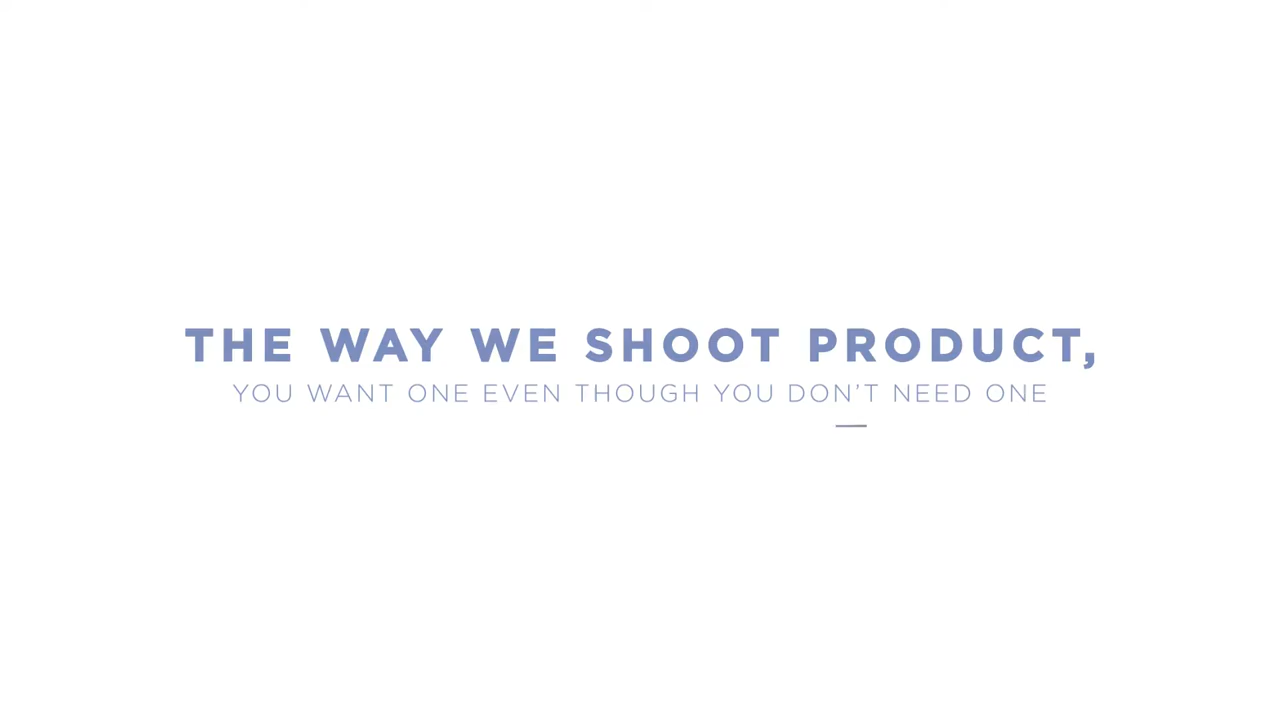 THE WAY WE SHOOT PRODUCT,
YOU WANT ONE EVEN THOUGH YOU DON’T NEED ONE